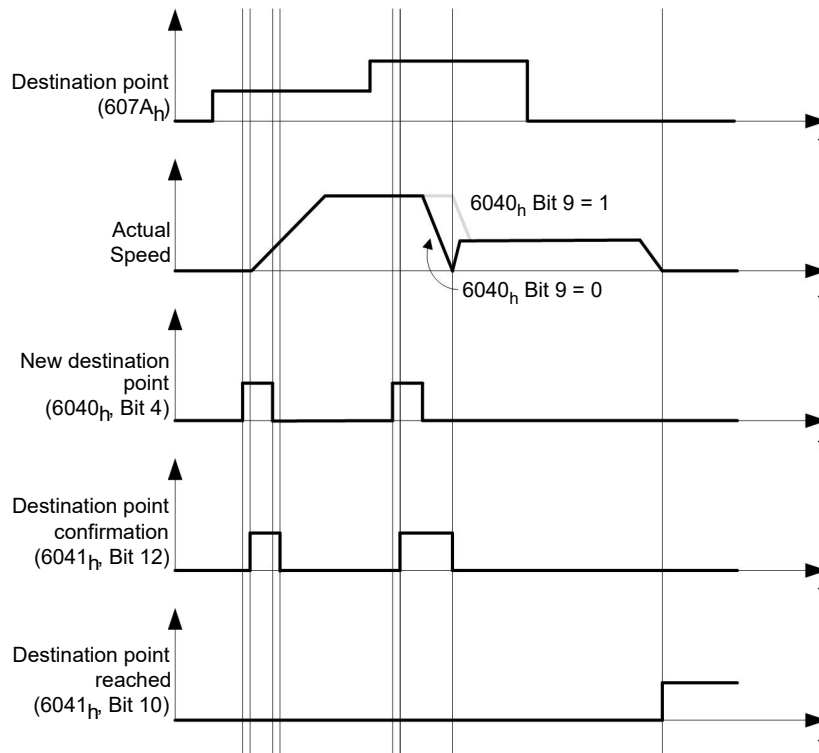 Destination point
(607Ah)
Actual
Speed
6040h Bit 9 = 1
6040h Bit 9 = 0
New destination
point
(6040h, Bit 4)
Destination point
confirmation
(6041h, Bit 12)
Destination point
reached
(6041h, Bit 10)